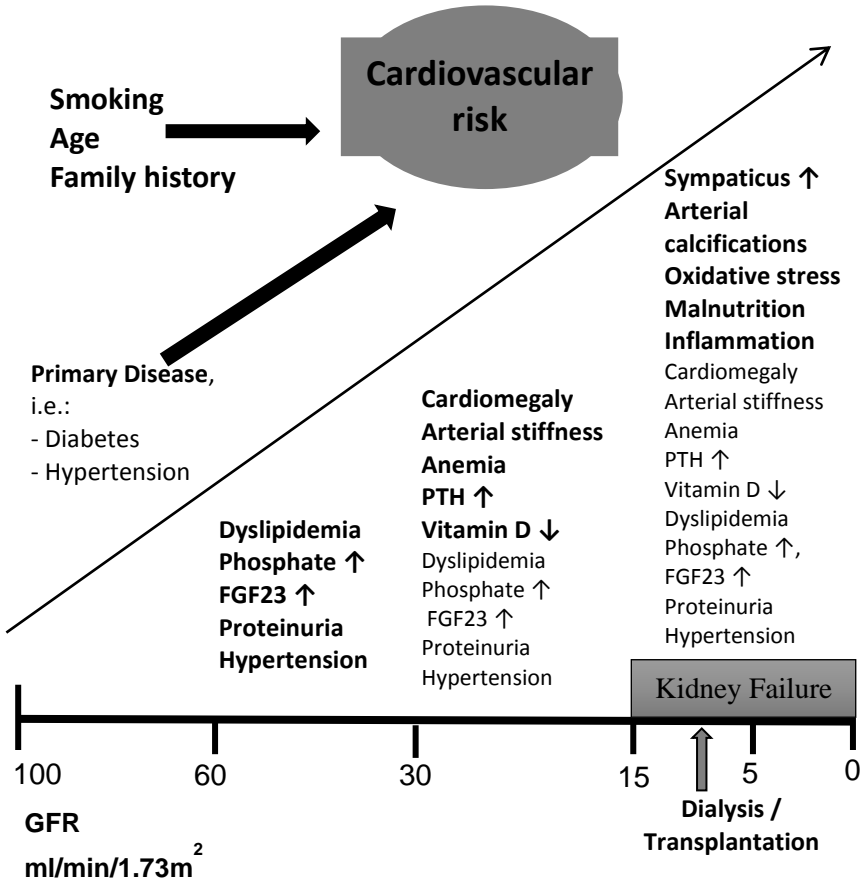 Cardiovascular
risk
Smoking
Age
Family history
Primary Disease,
i.e.:
- Diabetes
- Hypertension
Dyslipidemia
Phosphate ↑
FGF23 ↑
Proteinuria
Hypertension
Cardiomegaly
Arterial stiffness
Anemia
PTH ↑
Vitamin D ↓
Dyslipidemia
Phosphate ↑
FGF23 ↑
Proteinuria
Hypertension
Sympaticus ↑
Arterial
calcifications
Oxidative stress
Malnutrition
Inflammation
Cardiomegaly
Arterial stiffness
Anemia
PTH ↑
Vitamin D ↓
Dyslipidemia
Phosphate ↑,
FGF23 ↑
Proteinuria
Hypertension
Kidney Failure
100 60 30 15 5 0
GFR
ml/min/1.73m²
Dialysis /
Transplantation